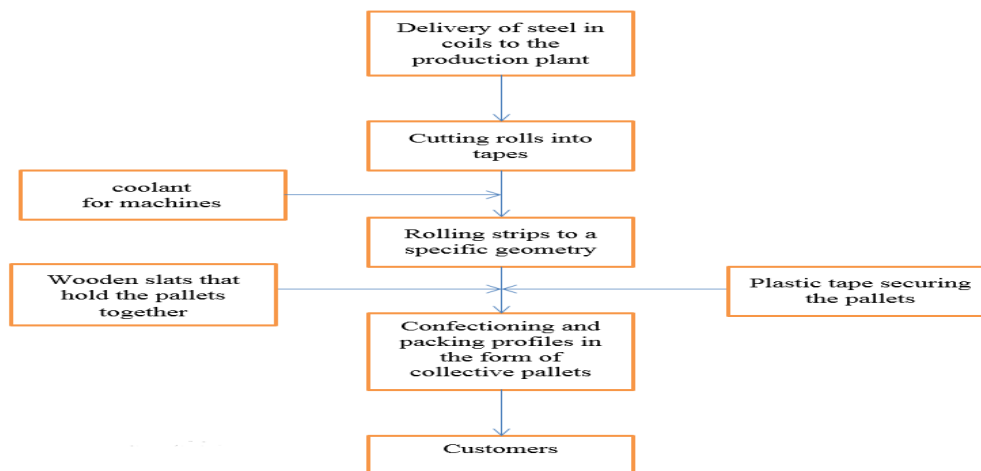 Delivery of steel in
coils to the
production plant
Cutting rolls into
tapes
coolant
for machines
Rolling strips to a
specific geometry
Wooden slats that
hold the pallets
together
Plastic tape securing
the pallets
Confectioning and
packing profiles in
the form of
collective pallets
Customers